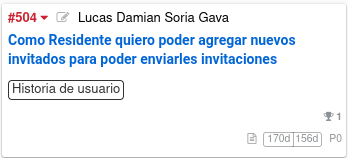 #504 Lucas Damian Soria Gava
Como Residente quiero poder agregar nuevos
invitados para poder enviarles invitaciones
Historia de usuario
1
170d 156d P0